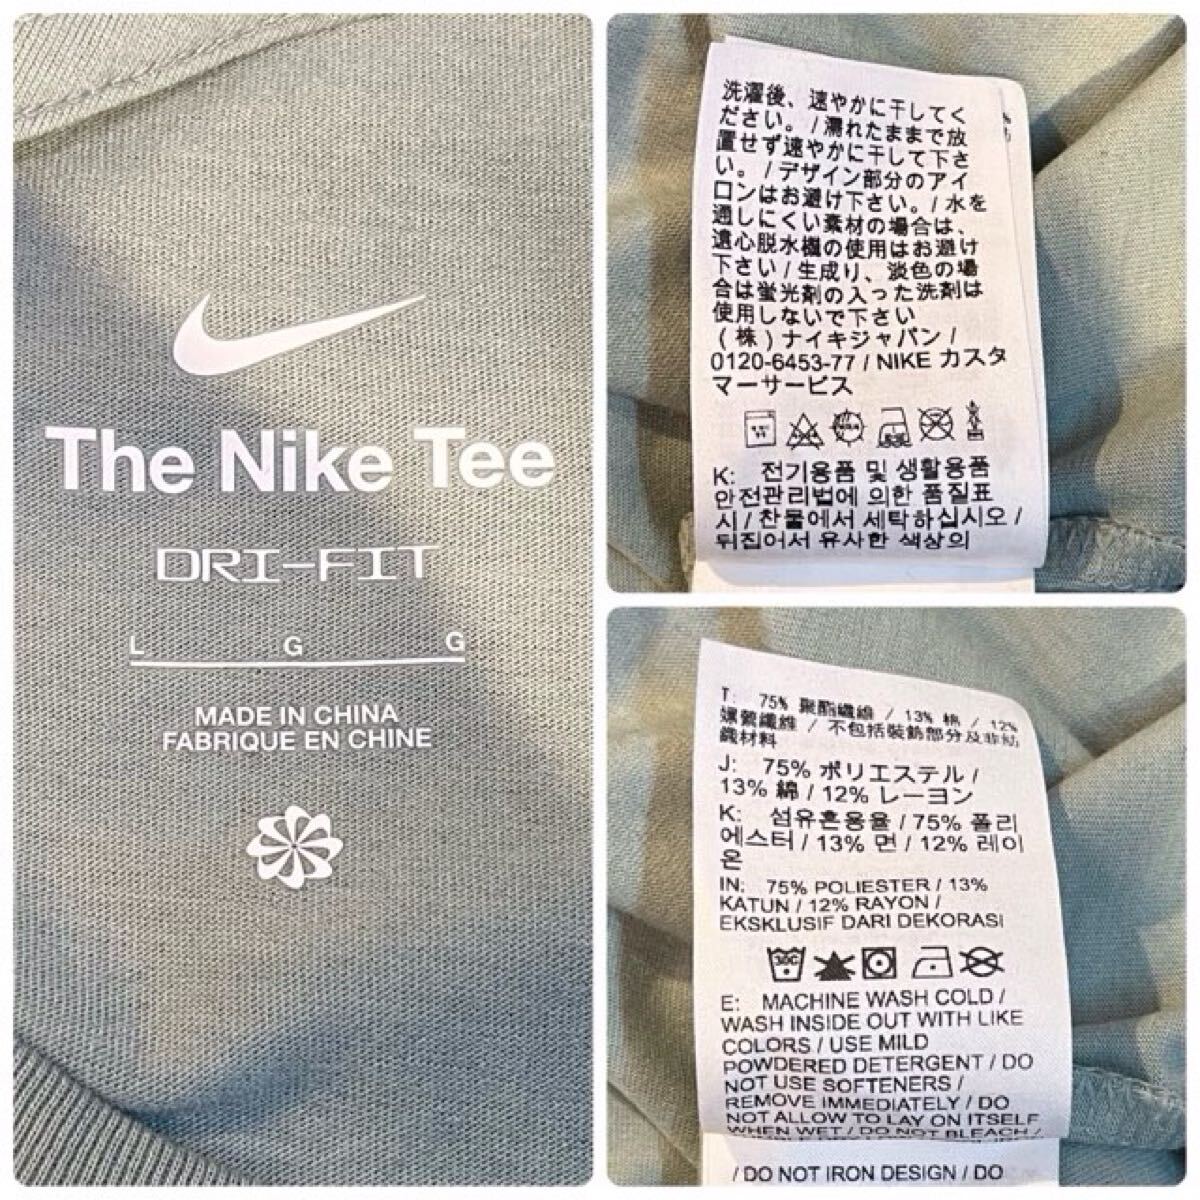 The Nike Tee
DRI-FIT
L G G
MADE IN CHINA
FABRIQUE EN CHINE
洗濯後、速やかに干してく
ださい。/濡れたままで放
置せず速やかに干して下さ
い。/デザイン部分のアイ
ロンはお避け下さい。/水を
通しにくい素材の場合は、
遠心脱水機の使用はお避け
下さい/生成り、淡色の場
合は蛍光剤の入った洗剤は
使用しないで下さい
(株)ナイキジャパン/
0120-6453-77 / NIKE カスタ
マーサービス
K: 전기용품 및 생활용품
안전관리법에 의한 품질표
시/찬물에서 세탁하십시오/
뒤집어서 유사한 색상의
T: 75% 聚酯纖維 / 13% 棉 / 12%
嫘縈纖維 / 不包括裝飾部分及非紡
織材料
J: 75% ポリエステル /
13% 綿 / 12% レーヨン
K: 섬유혼용율 / 75% 폴리
에스터 / 13% 면 / 12% 레이
온
IN: 75% POLIESTER / 13%
KATUN / 12% RAYON /
EKSKLUSIF DARI DEKORASI
30C
E: MACHINE WASH COLD /
WASH INSIDE OUT WITH LIKE
COLORS / USE MILD
POWDERED DETERGENT / DO
NOT USE SOFTENERS /
REMOVE IMMEDIATELY / DO
NOT ALLOW TO LAY ON ITSELF
WHEN WET / DO NOT BLEACH /
/ DO NOT IRON DESIGN / DO